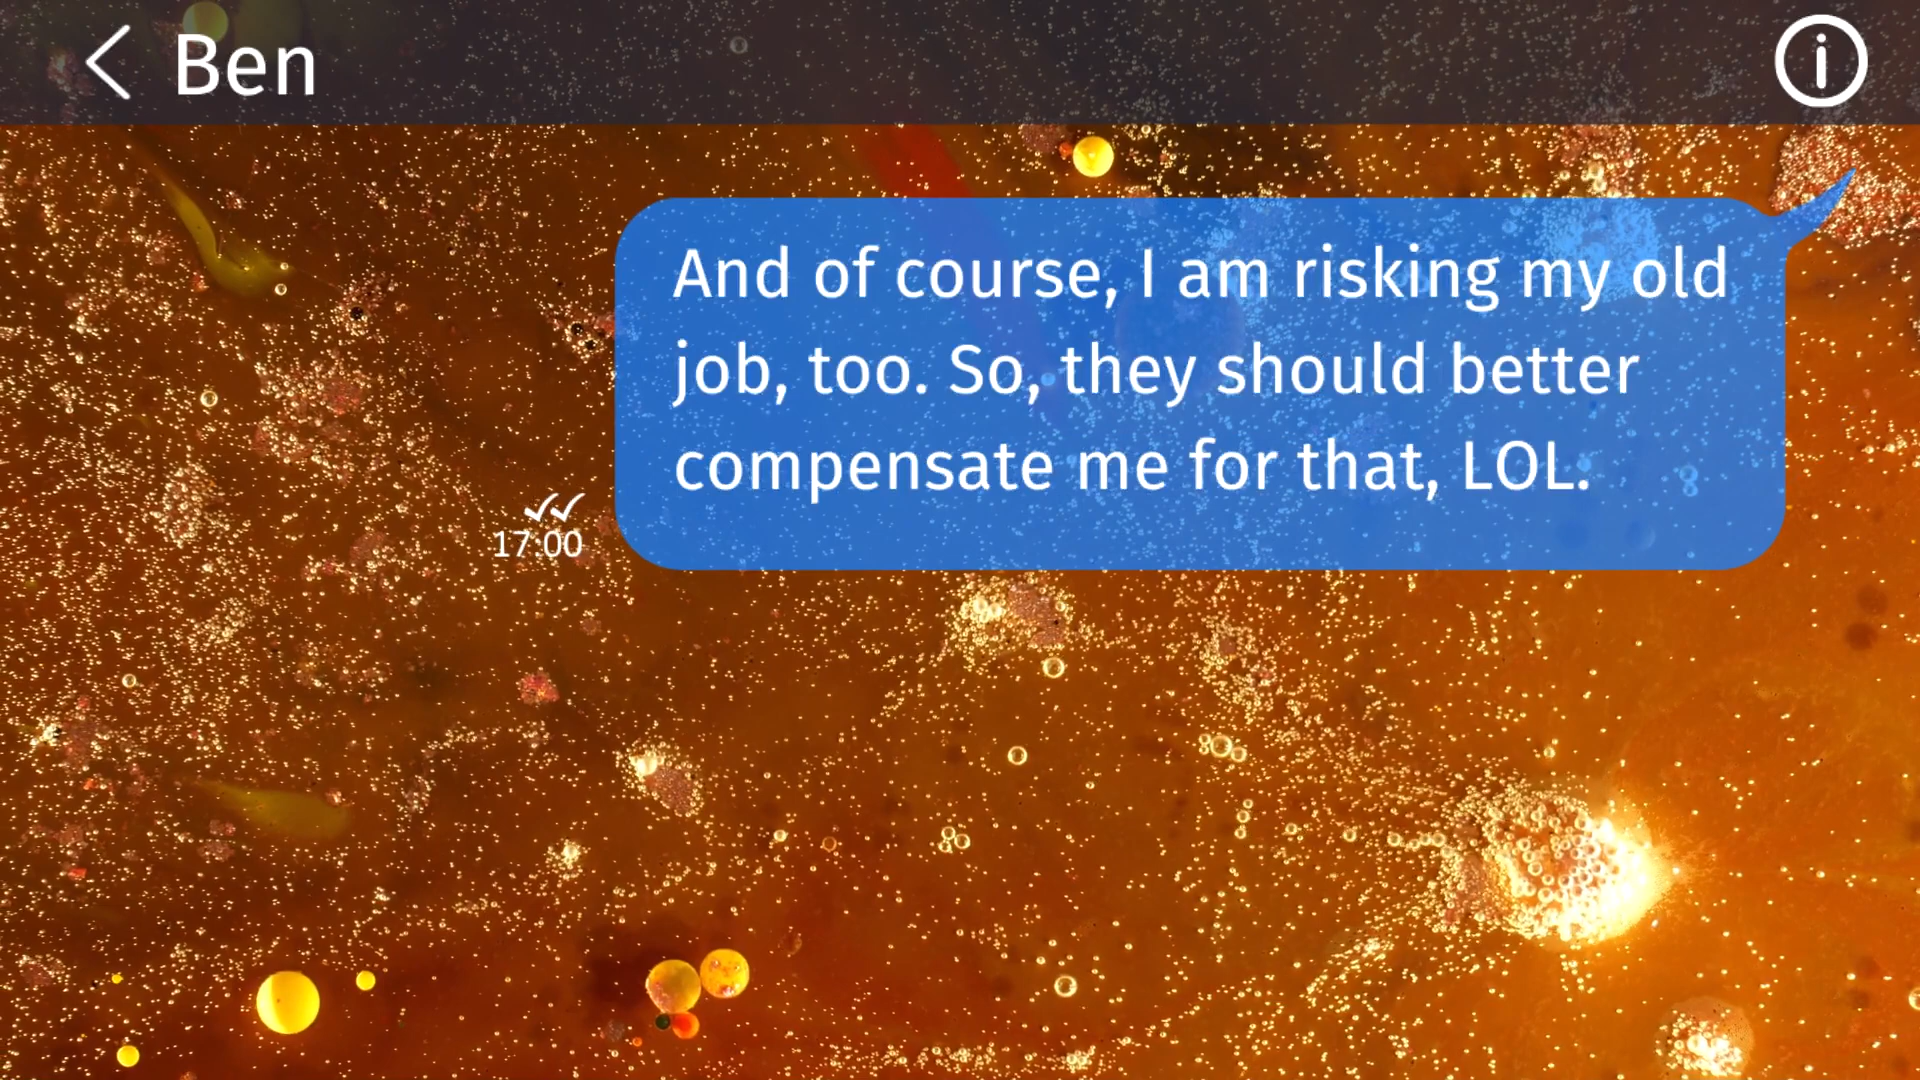 Ben
And of course, I am risking my old
job, too. So, they should better
compensate me for that, LOL.
17:00